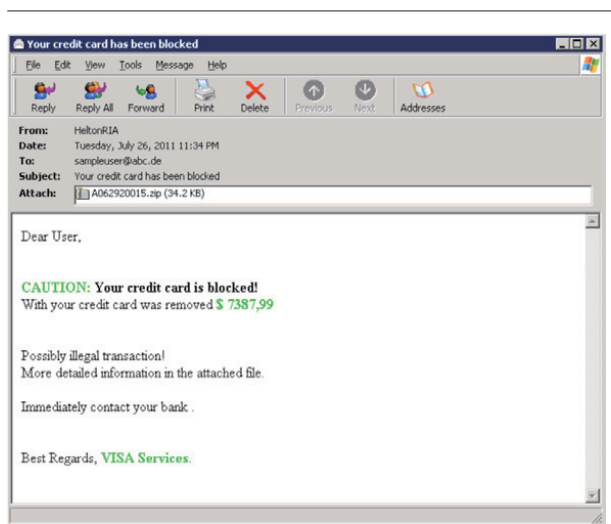 Your credit card has been blocked
File Edit View Tools Message Help
Reply Reply All Forward Print Delete Previous Next Addresses
From: HeltonRIA
Date: Tuesday, July 26, 2011 11:34 PM
To: sampleuser@abc.de
Subject: Your credit card has been blocked
Attach: A062920015.zip (34.2 KB)
Dear User,
CAUTION: Your credit card is blocked!
With your credit card was removed $ 7387,99
Possibly illegal transaction!
More detailed information in the attached file.
Immediately contact your bank .
Best Regards, VISA Services.